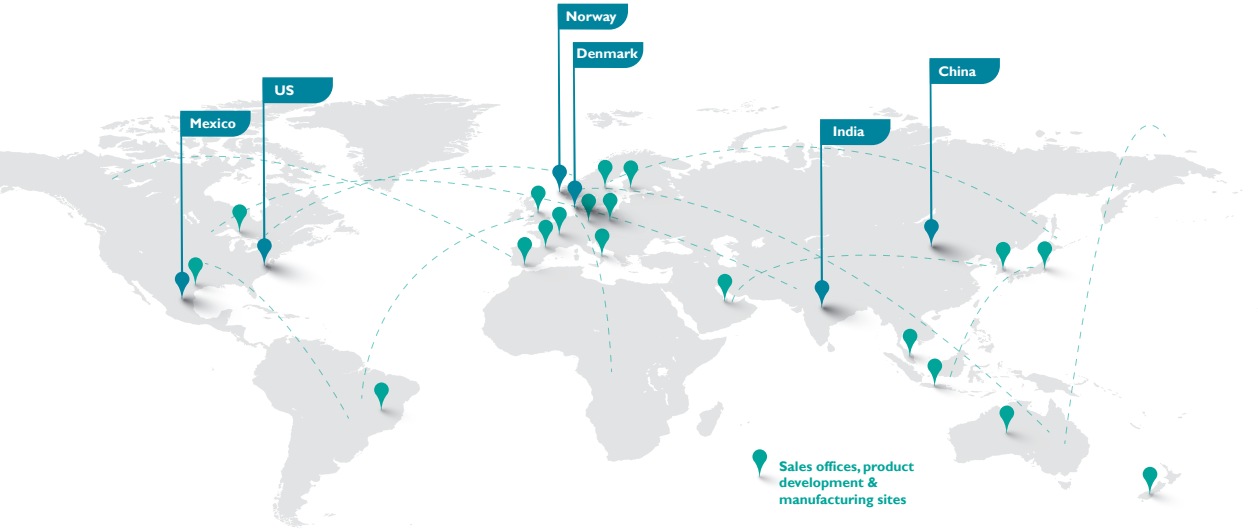 Norway
Denmark
China
US
Mexico
India
Sales offices, product
development &
manufacturing sites